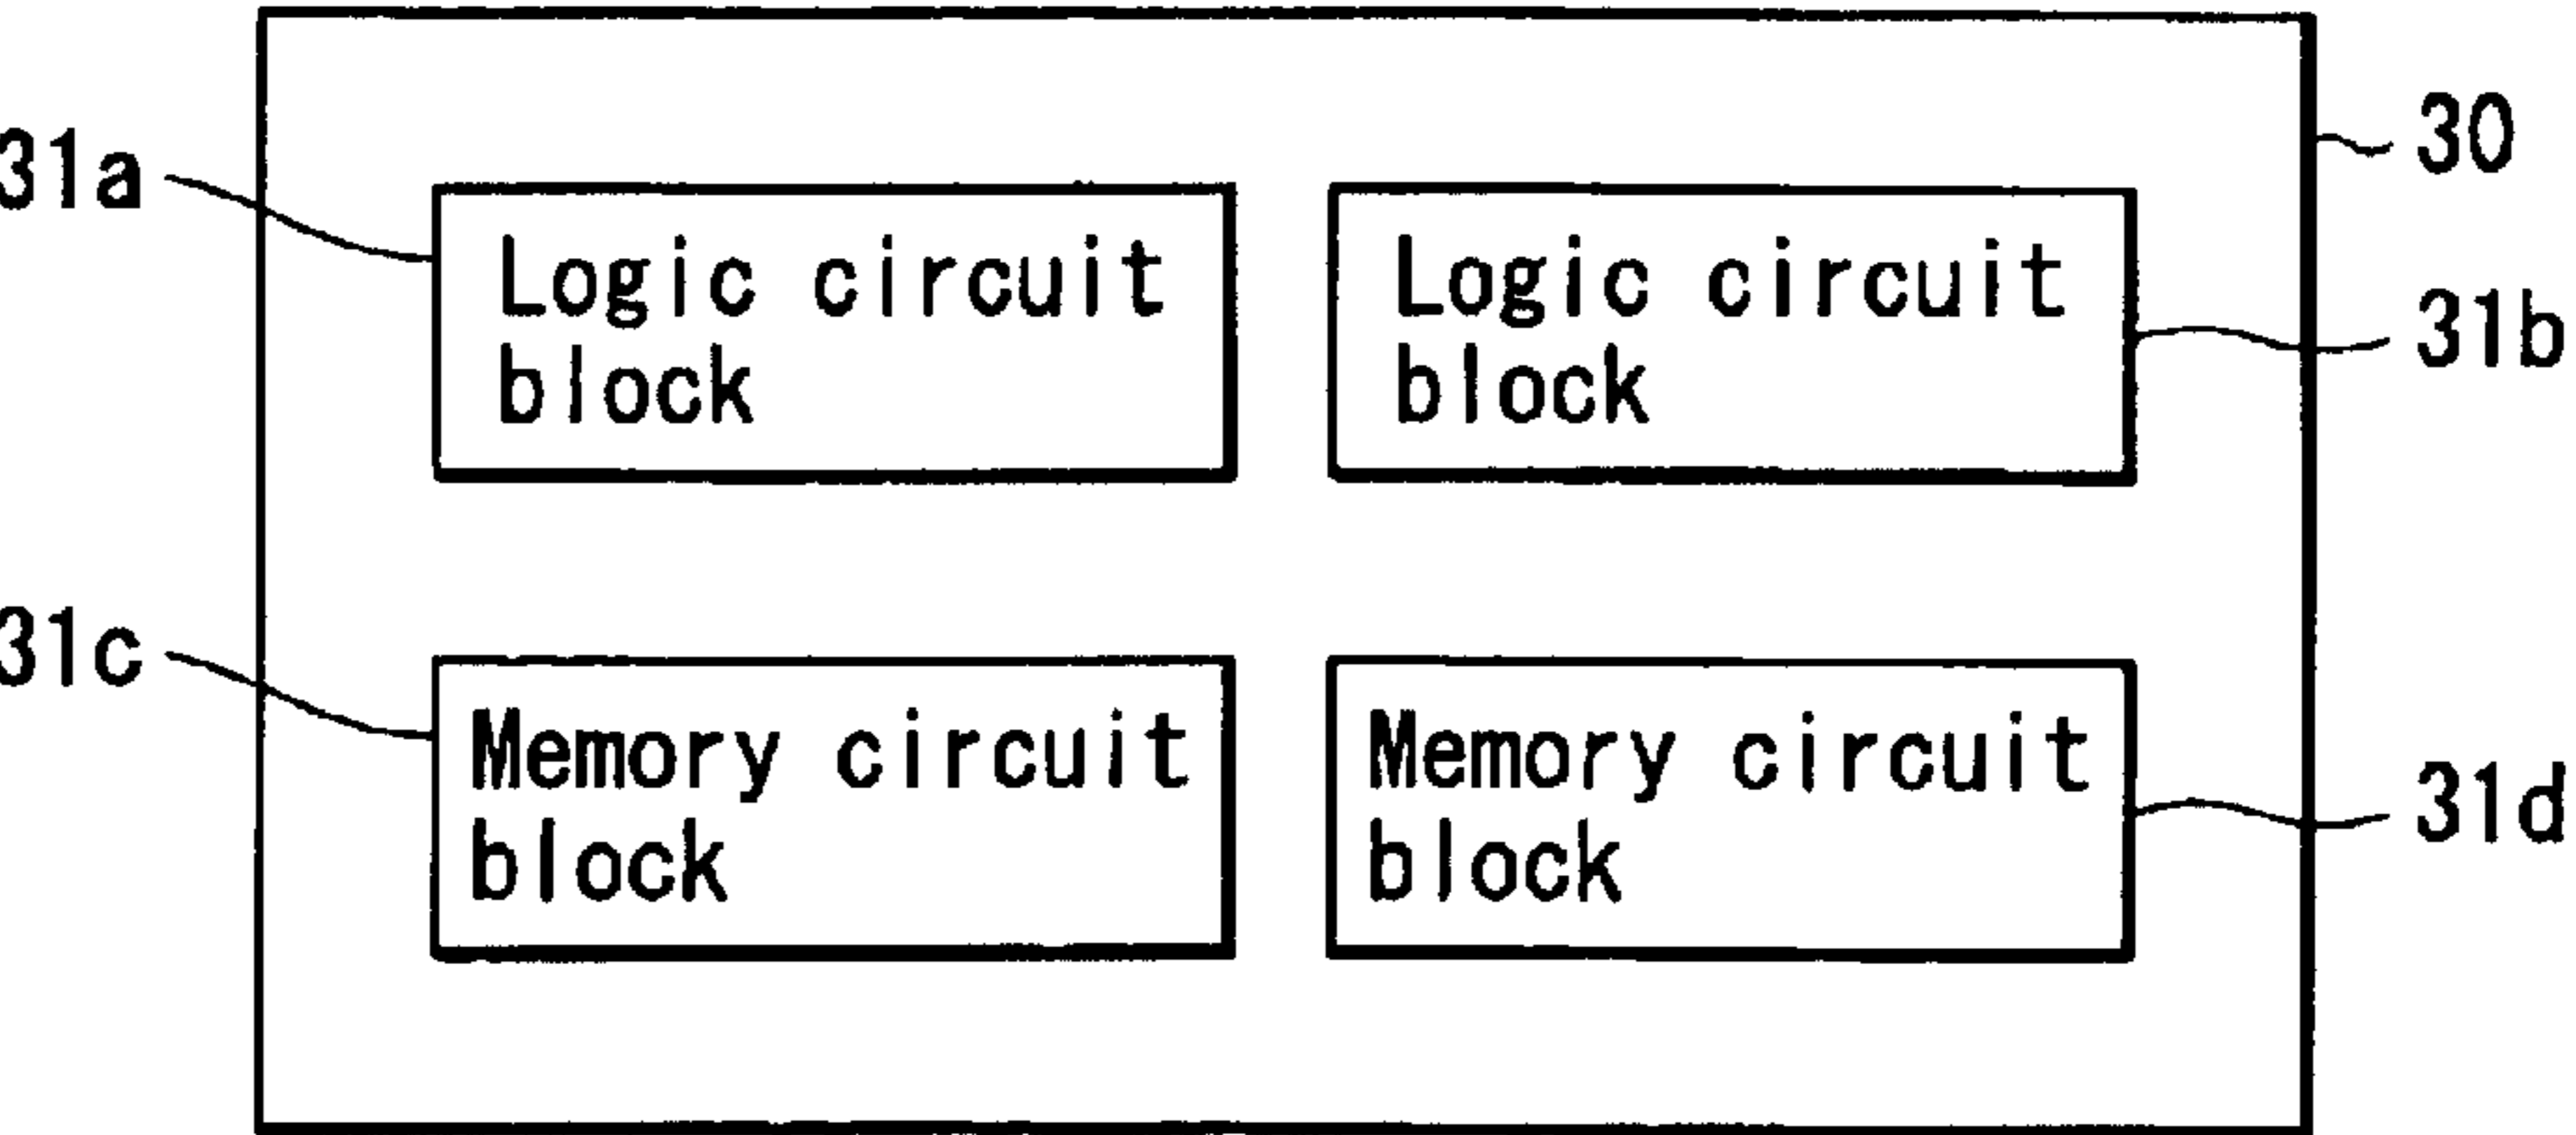 30
31a
Logic circuit
block
Logic circuit
block
31b
31c
Memory circuit
block
Memory circuit
block
31d